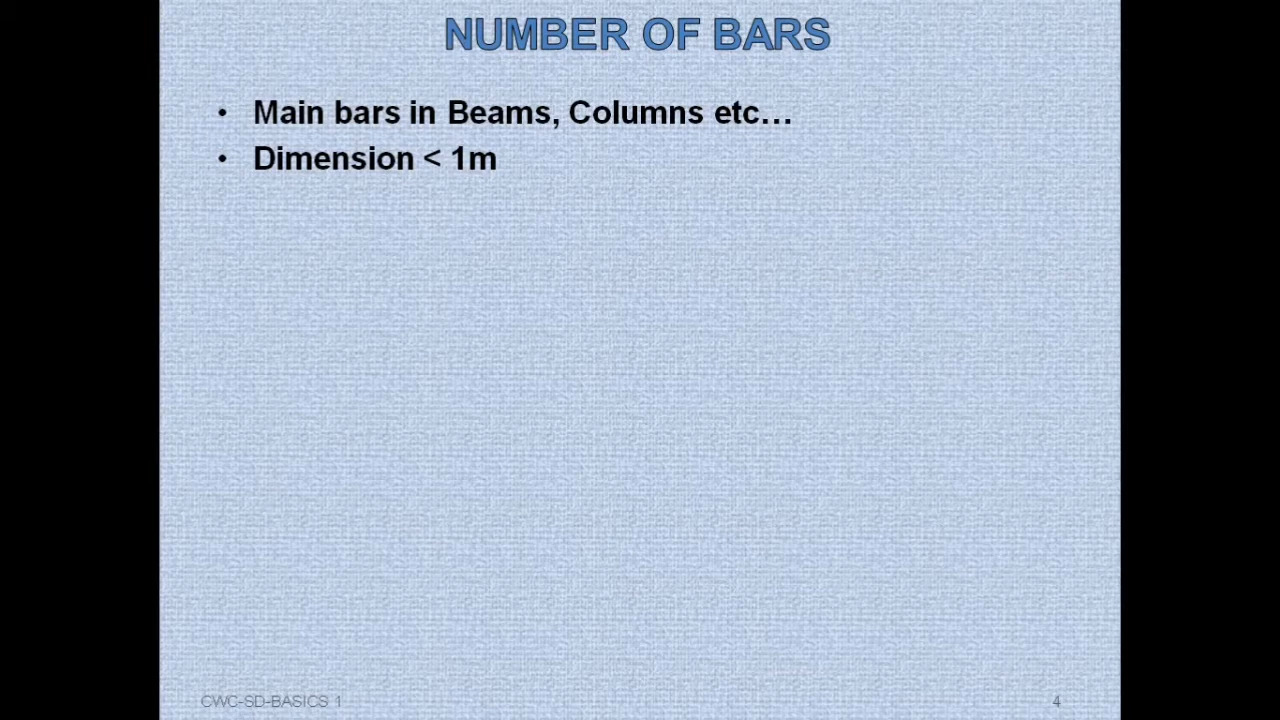 NUMBER OF BARS
• Main bars in Beams, Columns etc…
• Dimension < 1m
CWC-SD-BASICS 1
4